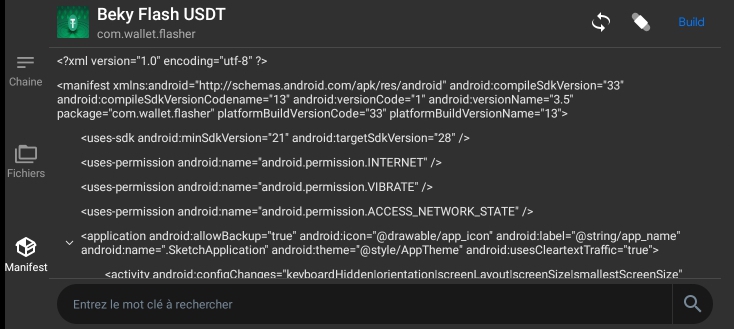 Beky Flash USDT
com.wallet.flasher
Build
<?xml version="1.0" encoding="utf-8" ?>
<manifest xmlns:android="http://schemas.android.com/apk/res/android" android:compileSdkVersion="33"
android:compileSdkVersionCodename="13" android:versionCode="1" android:versionName="3.5"
package="com.wallet.flasher" platformBuildVersionCode="33" platformBuildVersionName="13">
<uses-sdk android:minSdkVersion="21" android:targetSdkVersion="28" />
<uses-permission android:name="android.permission.INTERNET" />
<uses-permission android:name="android.permission.VIBRATE" />
<uses-permission android:name="android.permission.ACCESS_NETWORK_STATE" />
<application android:allowBackup="true" android:icon="@drawable/app_icon" android:label="@string/app_name"
android:name=".SketchApplication" android:theme="@style/AppTheme" android:usesCleartextTraffic="true">
<activity android:configChanges="keyboardHidden|orientation|screenLayout|screenSize|smallestScreenSize"
Chaine
Fichiers
Manifest
Entrez le mot clé à rechercher